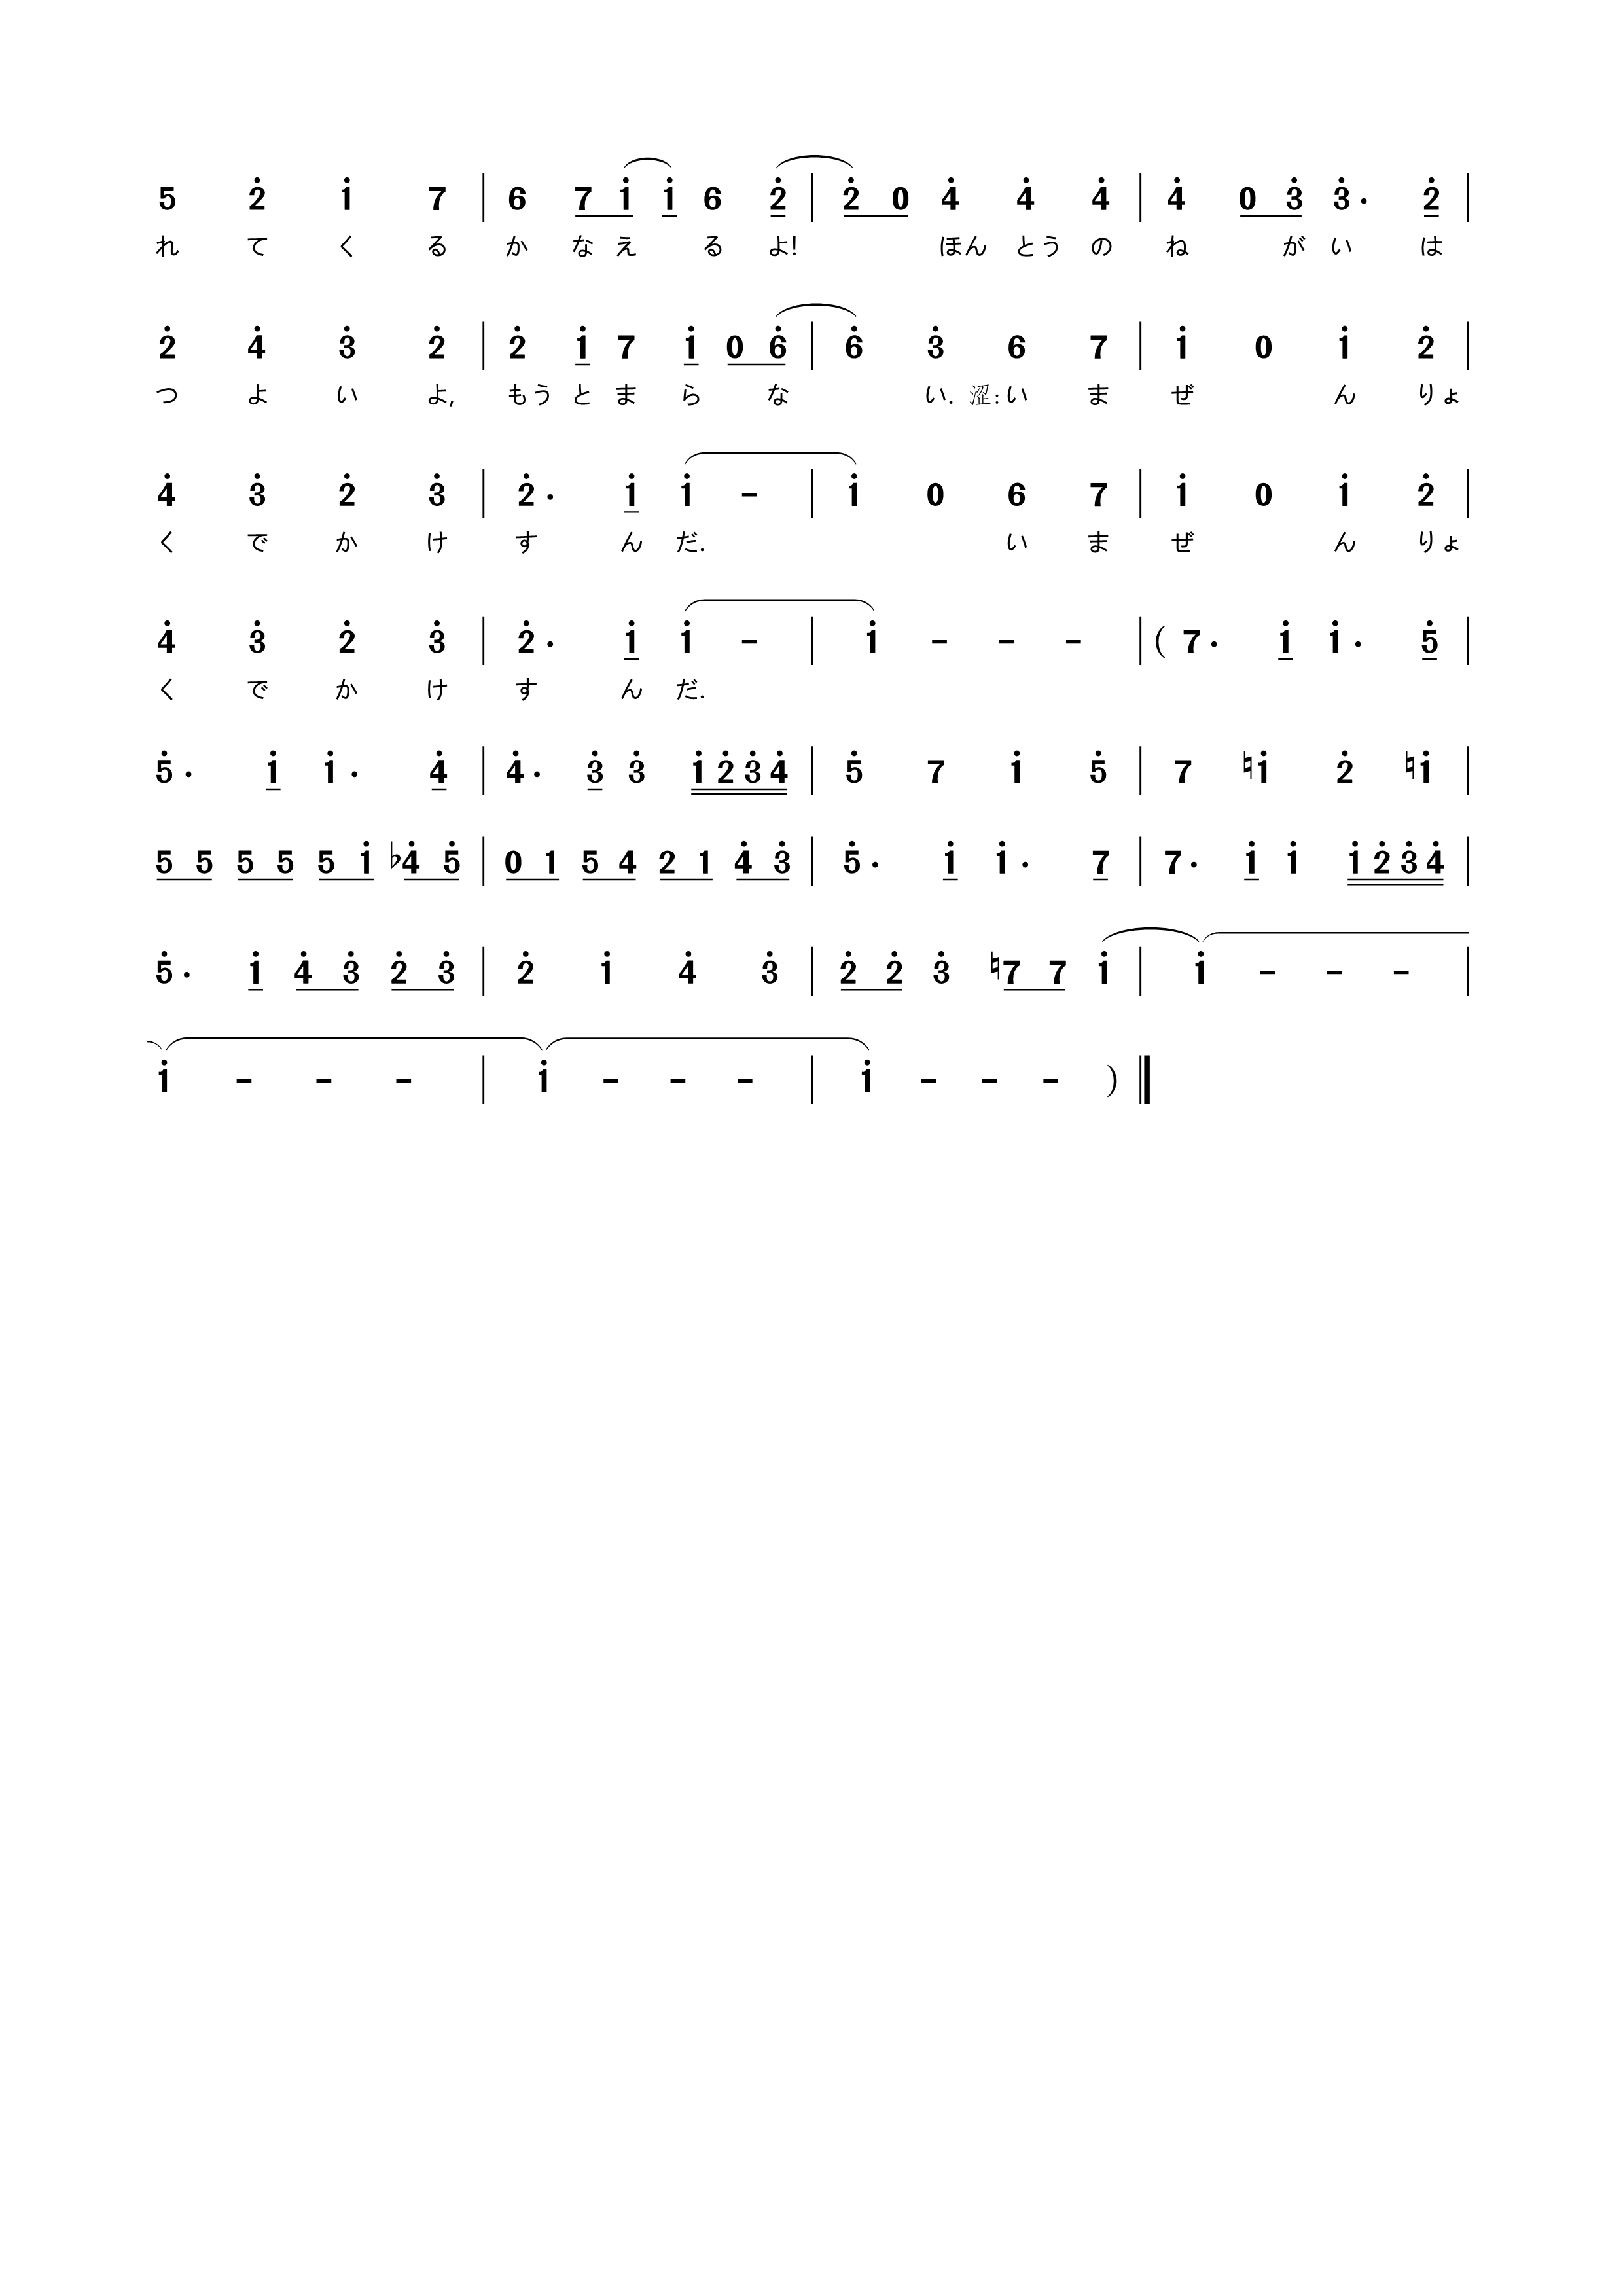 5 2̇ 1̇ 7 | 6 7 1̇ 1̇ 6 2̇ | 2̇ 0 4̇ 4̇ 4̇ | 4̇ 0 3̇ 3̇· 2̇ |
れ て く る か な え る よ! ほん とう の ね が い は
2̇ 4̇ 3̇ 2̇ | 2̇ 1̇ 7 1̇ 0 6̇ | 6̇ 3̇ 6 7 | 1̇ 0 1̇ 2̇ |
つ よ い よ, もう と ま ら な い. 涩:い ま ぜ ん りょ
4̇ 3̇ 2̇ 3̇ | 2̇· 1̇ 1̇ - | 1̇ 0 6 7 | 1̇ 0 1̇ 2̇ |
く で か け す ん だ. い ま ぜ ん りょ
4̇ 3̇ 2̇ 3̇ | 2̇· 1̇ 1̇ - | 1̇ - - - | ( 7· 1̇ 1̇· 5̇ |
く で か け す ん だ.
5̇· 1̇ 1̇· 4̇ | 4̇· 3̇ 3̇ 1̇ 2̇ 3̇ 4̇ | 5̇ 7 1̇ 5̇ | 7 ♮1̇ 2̇ ♮1̇ |
5 5 5 5 5 1̇ ♭4̇ 5̇ | 0 1 5 4 2 1 4̇ 3̇ | 5̇· 1̇ 1̇· 7 | 7· 1̇ 1̇ 1̇ 2̇ 3̇ 4̇ |
5̇· 1̇ 4̇ 3̇ 2̇ 3̇ | 2̇ 1̇ 4̇ 3̇ | 2̇ 2̇ 3̇ ♮7 7 1̇ | 1̇ - - - |
1̇ - - - | 1̇ - - - | 1̇ - - - )